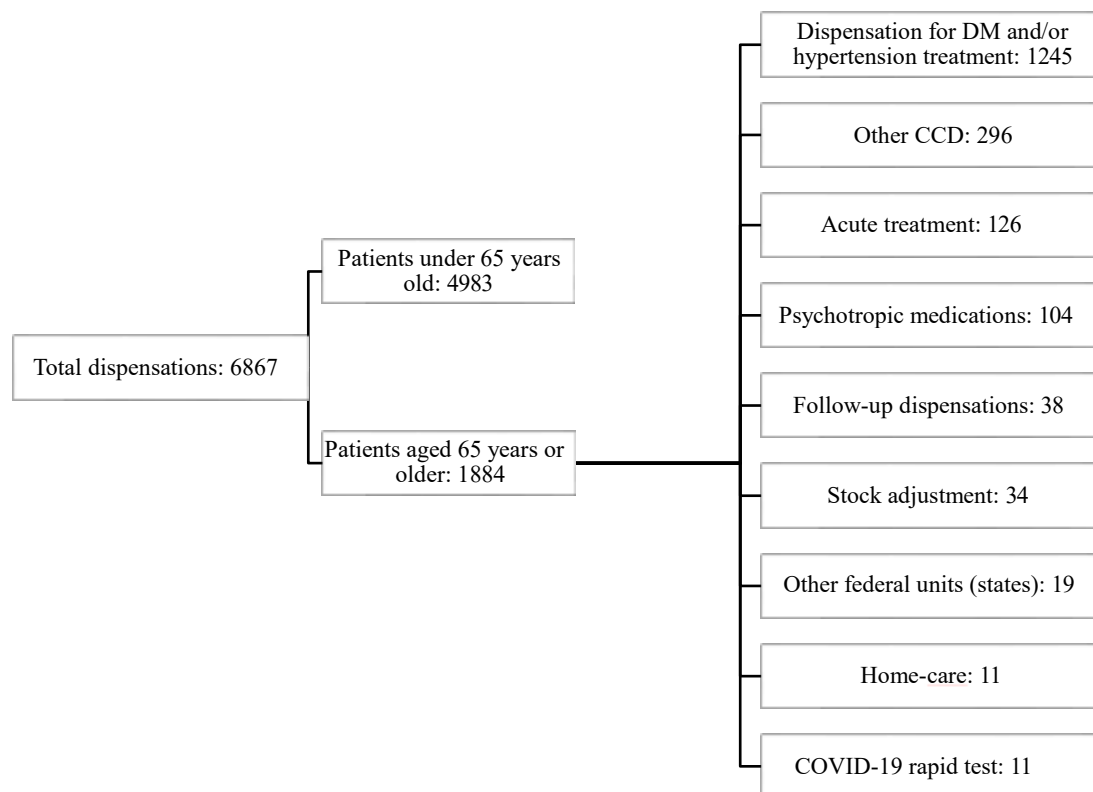 Total dispensations: 6867
Patients under 65 years
old: 4983
Patients aged 65 years or
older: 1884
Dispensation for DM and/or
hypertension treatment: 1245
Other CCD: 296
Acute treatment: 126
Psychotropic medications: 104
Follow-up dispensations: 38
Stock adjustment: 34
Other federal units (states): 19
Home-care: 11
COVID-19 rapid test: 11